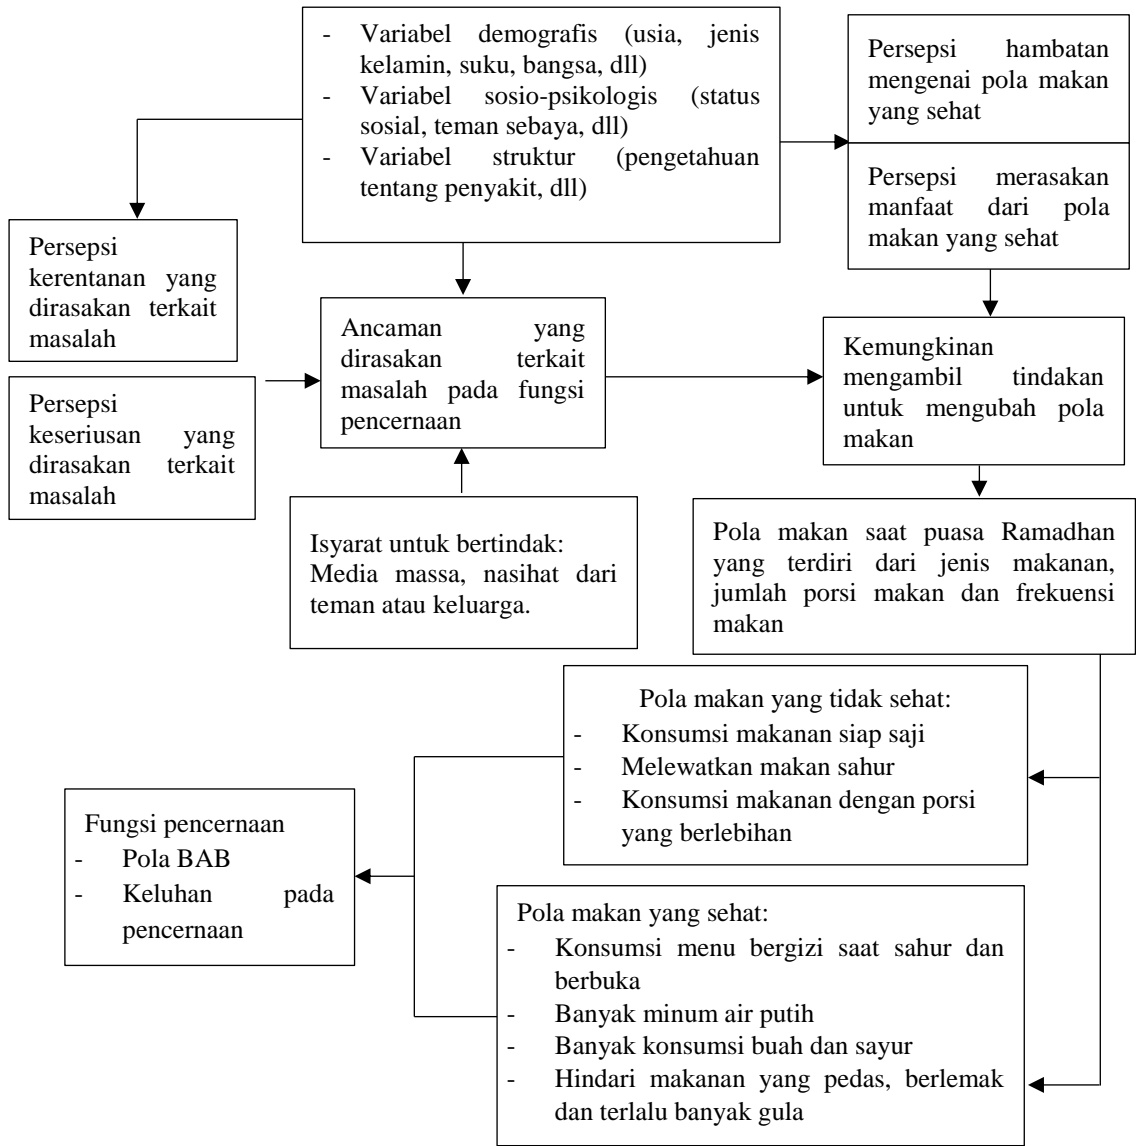 - Variabel demografis (usia, jenis
kelamin, suku, bangsa, dll)
- Variabel sosio-psikologis (status
sosial, teman sebaya, dll)
- Variabel struktur (pengetahuan
tentang penyakit, dll)
Persepsi hambatan
mengenai pola makan
yang sehat
Persepsi merasakan
manfaat dari pola
makan yang sehat
Persepsi
kerentanan yang
dirasakan terkait
masalah
Persepsi
keseriusan yang
dirasakan terkait
masalah
Ancaman yang
dirasakan terkait
masalah pada fungsi
pencernaan
Kemungkinan
mengambil tindakan
untuk mengubah pola
makan
Isyarat untuk bertindak:
Media massa, nasihat dari
teman atau keluarga.
Pola makan saat puasa Ramadhan
yang terdiri dari jenis makanan,
jumlah porsi makan dan frekuensi
makan
Pola makan yang tidak sehat:
- Konsumsi makanan siap saji
- Melewatkan makan sahur
- Konsumsi makanan dengan porsi
yang berlebihan
Fungsi pencernaan
- Pola BAB
- Keluhan pada
pencernaan
Pola makan yang sehat:
- Konsumsi menu bergizi saat sahur dan
berbuka
- Banyak minum air putih
- Banyak konsumsi buah dan sayur
- Hindari makanan yang pedas, berlemak
dan terlalu banyak gula